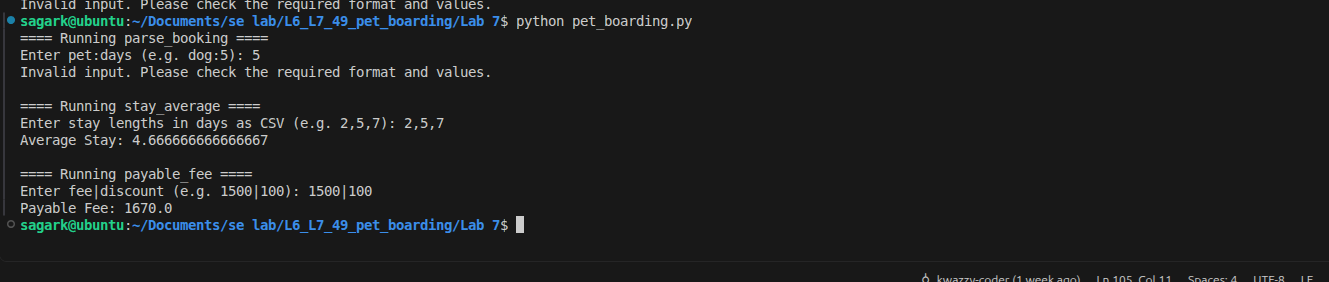 Invalid input. Please check the required format and values.
sagark@ubuntu:~/Documents/se lab/L6_L7_49_pet_boarding/Lab 7$ python pet_boarding.py
==== Running parse_booking ====
Enter pet:days (e.g. dog:5): 5
Invalid input. Please check the required format and values.

==== Running stay_average ====
Enter stay lengths in days as CSV (e.g. 2,5,7): 2,5,7
Average Stay: 4.666666666666667

==== Running payable_fee ====
Enter fee|discount (e.g. 1500|100): 1500|100
Payable Fee: 1670.0
sagark@ubuntu:~/Documents/se lab/L6_L7_49_pet_boarding/Lab 7$
kwazzy-coder (1 week ago) Ln 105, Col 11 Spaces: 4 UTF-8 LF